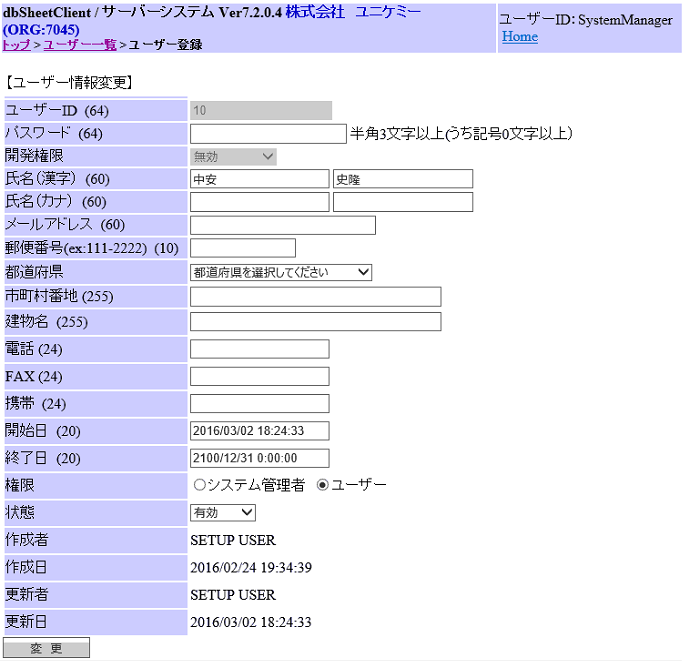 dbSheetClient / サーバーシステム Ver7.2.0.4 株式会社　ユニケミー
(ORG:7045)
トップ > ユーザー一覧 > ユーザー登録
ユーザーID: SystemManager
Home
【ユーザー情報変更】
ユーザーID (64) 10
パスワード (64) 半角3文字以上(うち記号0文字以上)
開発権限 無効
氏名(漢字) (60) 中安 史隆
氏名(カナ) (60)
メールアドレス (60)
郵便番号(ex:111-2222) (10)
都道府県 都道府県を選択してください
市町村番地 (255)
建物名 (255)
電話 (24)
FAX (24)
携帯 (24)
開始日 (20) 2016/03/02 18:24:33
終了日 (20) 2100/12/31 0:00:00
権限 システム管理者 ユーザー
状態 有効
作成者 SETUP USER
作成日 2016/02/24 19:34:39
更新者 SETUP USER
更新日 2016/03/02 18:24:33
変 更